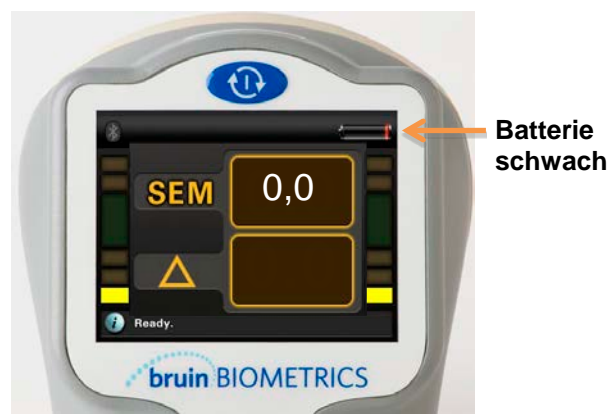 Batterie
schwach
SEM 0,0
i Ready.
bruin BIOMETRICS